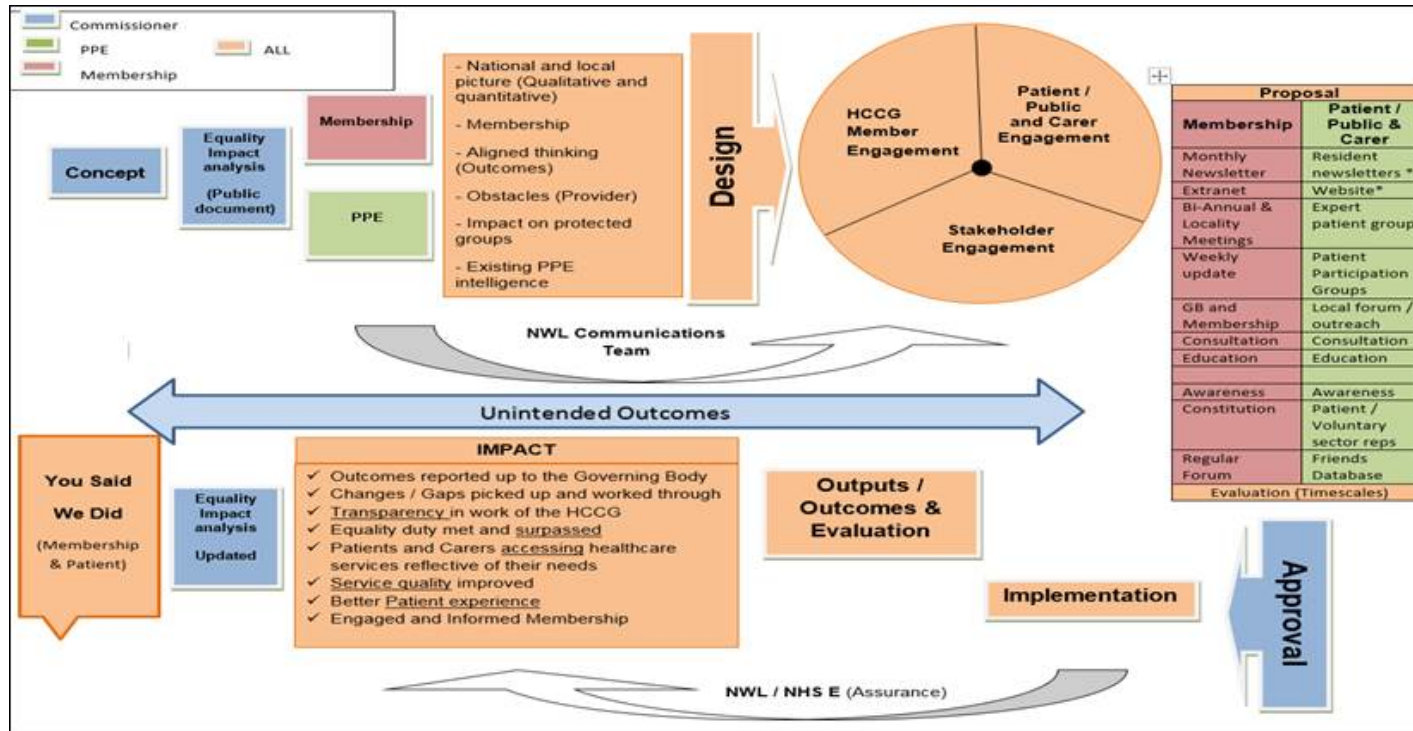 Commissioner
PPE
ALL
Membership
Concept
Equality
Impact
analysis
(Public
document)
Membership
PPE
- National and local
picture (Qualitative and
quantitative)
- Membership
- Aligned thinking
(Outcomes)
- Obstacles (Provider)
- Impact on protected
groups
- Existing PPE
intelligence
Design
HCCG
Member
Engagement
Patient /
Public
and Carer
Engagement
Stakeholder
Engagement
Proposal
Membership
Patient /
Public &
Carer
Monthly
Newsletter
Resident
newsletters *
Extranet
Website*
Bi-Annual &
Locality
Meetings
Expert
patient group
Weekly
update
Patient
Participation
Groups
GB and
Membership
Local forum /
outreach
Consultation
Consultation
Education
Education
Awareness
Awareness
Constitution
Patient /
Voluntary
sector reps
Regular
Forum
Friends
Database
Evaluation (Timescales)
NWL Communications
Team
Unintended Outcomes
You Said
We Did
(Membership
& Patient)
Equality
Impact
analysis
Updated
IMPACT
✓ Outcomes reported up to the Governing Body
✓ Changes / Gaps picked up and worked through
✓ Transparency in work of the HCCG
✓ Equality duty met and surpassed
✓ Patients and Carers accessing healthcare
services reflective of their needs
✓ Service quality improved
✓ Better Patient experience
✓ Engaged and Informed Membership
Outputs /
Outcomes &
Evaluation
Implementation
Approval
NWL / NHS E (Assurance)